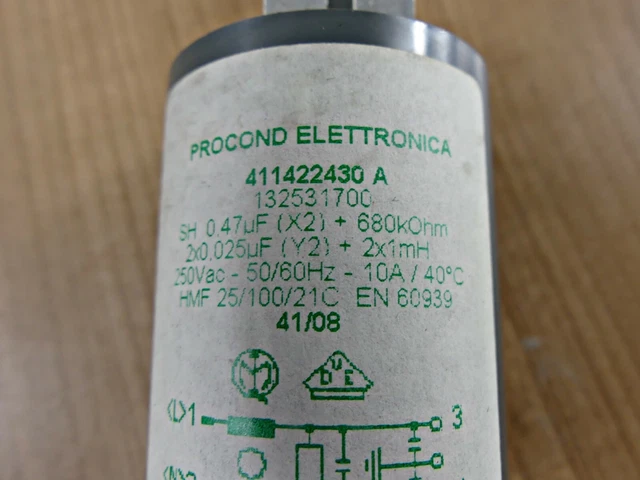 PROCOND ELETTRONICA
411422430 A
132531700
SH 0.47µF (X2) + 680kOhm
2x0,025µF (Y2) + 2x1mH
250Vac - 50/60Hz - 10A / 40°C
HMF 25/100/21C EN 60939
41/08
⟨L⟩1 3
⟨N⟩2